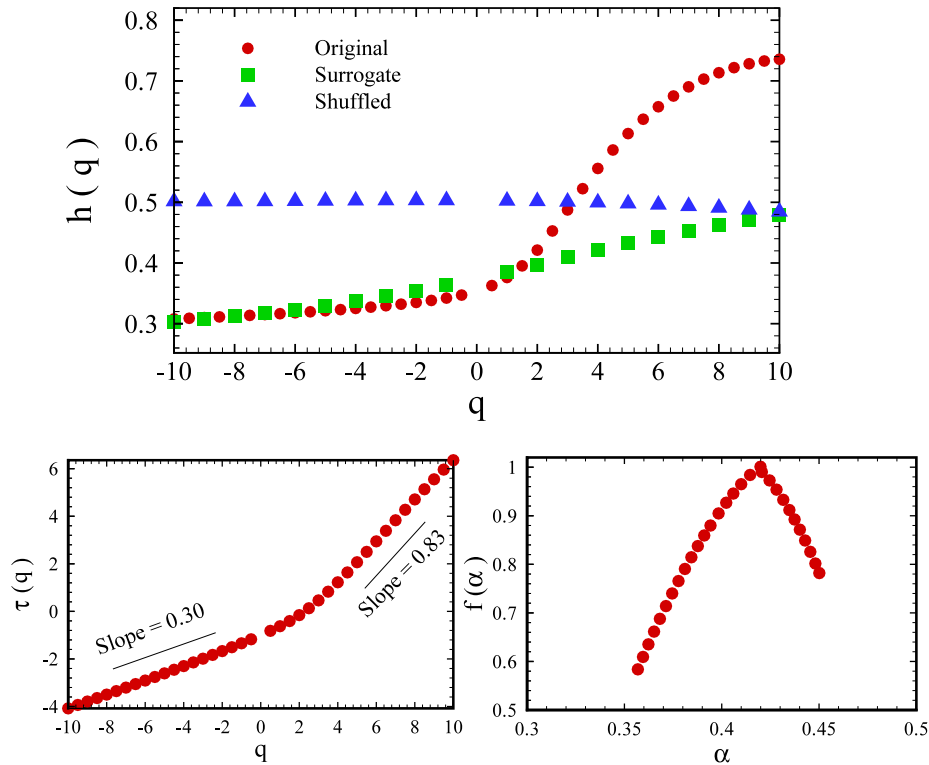 0.8
0.7
0.6
0.5
0.4
0.3
h ( q )
Original
Surrogate
Shuffled
-10 -8 -6 -4 -2 0 2 4 6 8 10
q
6
4
2
0
-2
-4
τ ( q )
Slope = 0.30
Slope = 0.83
-10 -8 -6 -4 -2 0 2 4 6 8 10
q
1
0.9
0.8
0.7
0.6
0.5
f ( α )
0.3 0.35 0.4 0.45 0.5
α